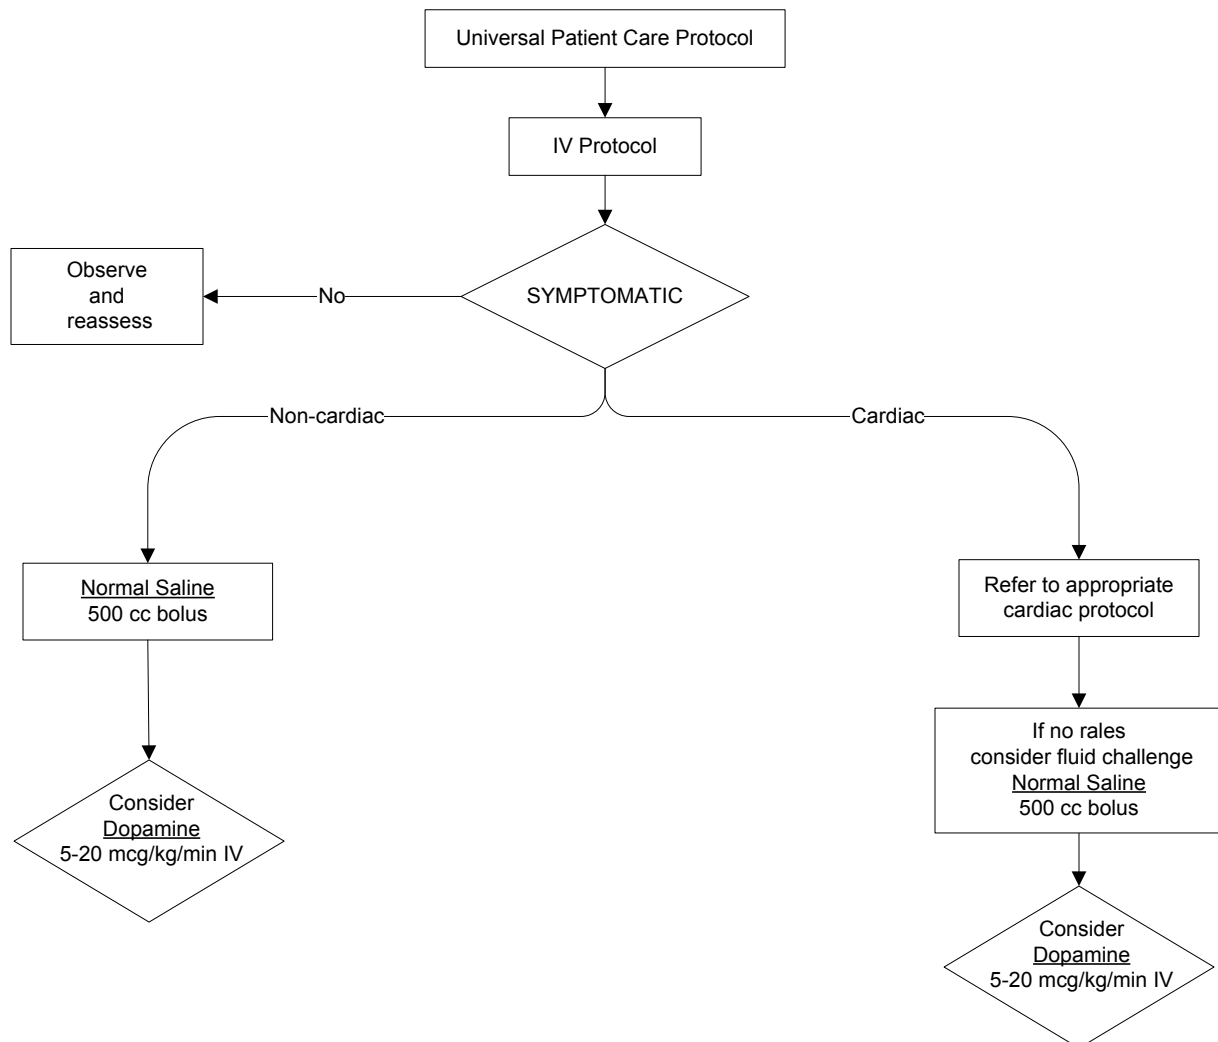 Universal Patient Care Protocol
IV Protocol
SYMPTOMATIC
No
Observe
and
reassess
Non-cardiac
Cardiac
Normal Saline
500 cc bolus
Consider
Dopamine
5-20 mcg/kg/min IV
Refer to appropriate
cardiac protocol
If no rales
consider fluid challenge
Normal Saline
500 cc bolus
Consider
Dopamine
5-20 mcg/kg/min IV